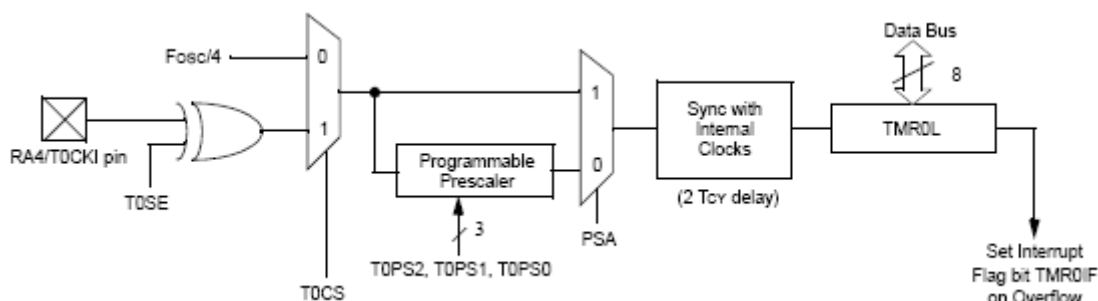 Data Bus
8
Fosc/4
0
1
RA4/T0CKI pin
T0SE
T0CS
Programmable
Prescaler
3
T0PS2, T0PS1, T0PS0
1
0
PSA
Sync with
Internal
Clocks
(2 TCY delay)
TMR0L
Set Interrupt
Flag bit TMR0IF
on Overflow